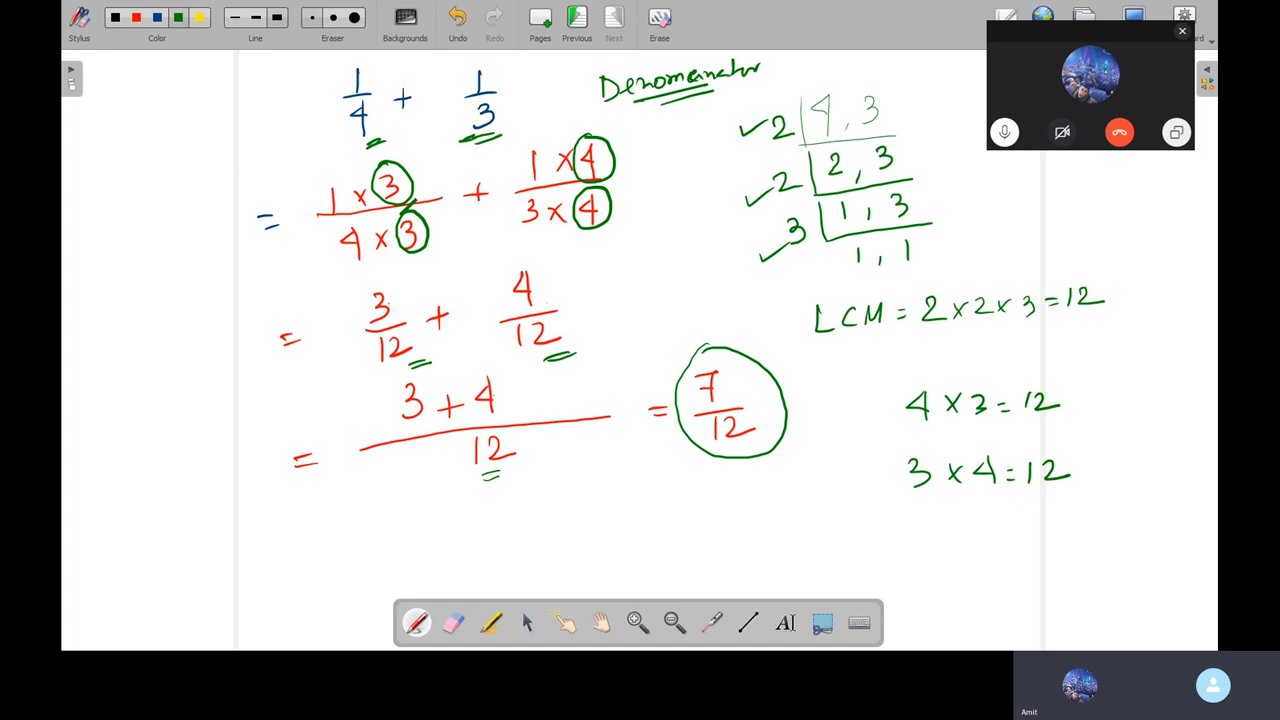 Stylus Color Line Eraser Backgrounds Undo Redo Pages Previous Next Erase
1/4 + 1/3
Denomenator
= 1 x 3 / 4 x 3 + 1 x 4 / 3 x 4
= 3/12 + 4/12
= 3 + 4 / 12 = 7/12
2 | 4, 3
2 | 2, 3
3 | 1, 3
1, 1
LCM = 2 x 2 x 3 = 12
4 x 3 = 12
3 x 4 = 12
Amit